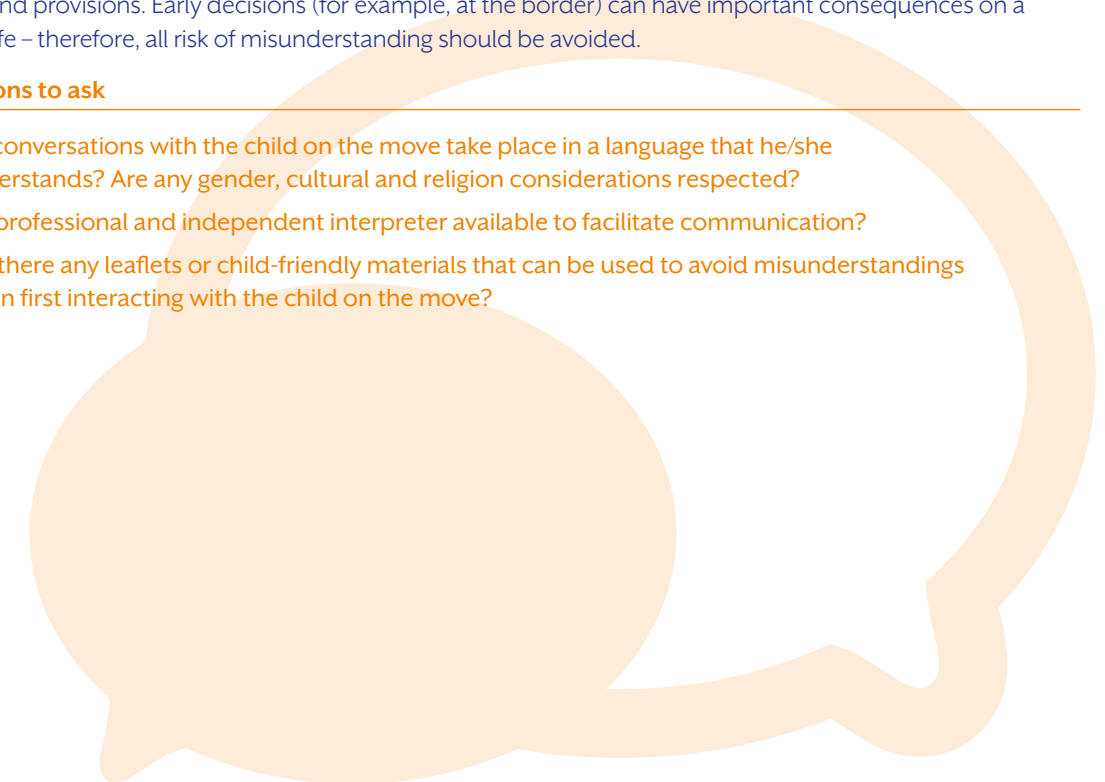 nd provisions. Early decisions (for example, at the border) can have important consequences on a
fe – therefore, all risk of misunderstanding should be avoided.
ons to ask
conversations with the child on the move take place in a language that he/she
erstands? Are any gender, cultural and religion considerations respected?
professional and independent interpreter available to facilitate communication?
there any leaflets or child-friendly materials that can be used to avoid misunderstandings
n first interacting with the child on the move?